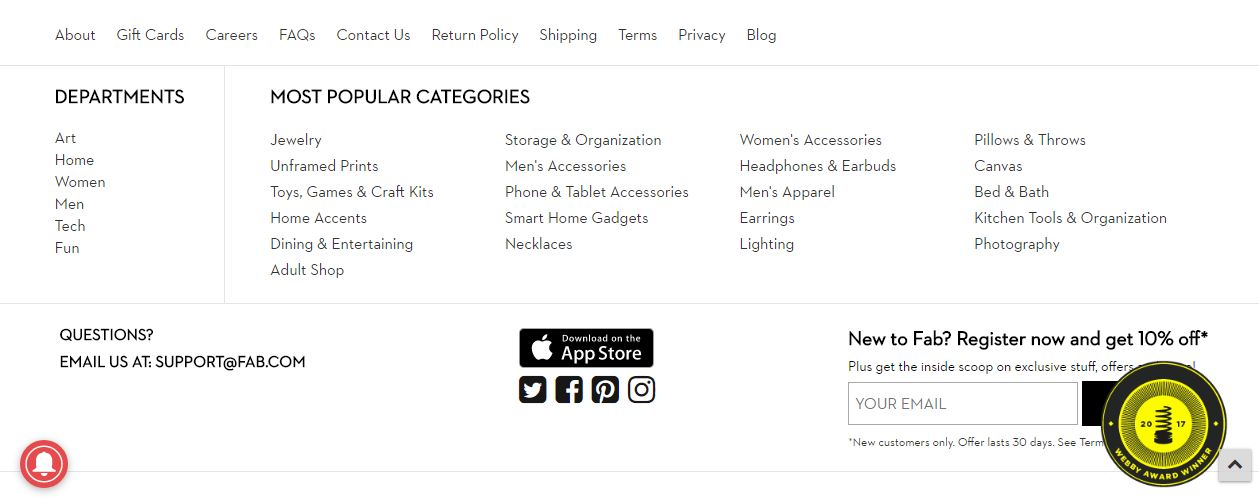 About Gift Cards Careers FAQs Contact Us Return Policy Shipping Terms Privacy Blog
DEPARTMENTS
Art
Home
Women
Men
Tech
Fun
MOST POPULAR CATEGORIES
Jewelry
Unframed Prints
Toys, Games & Craft Kits
Home Accents
Dining & Entertaining
Adult Shop
Storage & Organization
Men's Accessories
Phone & Tablet Accessories
Smart Home Gadgets
Necklaces
Women's Accessories
Headphones & Earbuds
Men's Apparel
Earrings
Lighting
Pillows & Throws
Canvas
Bed & Bath
Kitchen Tools & Organization
Photography
QUESTIONS?
EMAIL US AT: SUPPORT@FAB.COM
Download on the
App Store
New to Fab? Register now and get 10% off*
Plus get the inside scoop on exclusive stuff, offers
YOUR EMAIL
*New customers only. Offer lasts 30 days. See Term
20 17
WEBBY AWARD WINNER